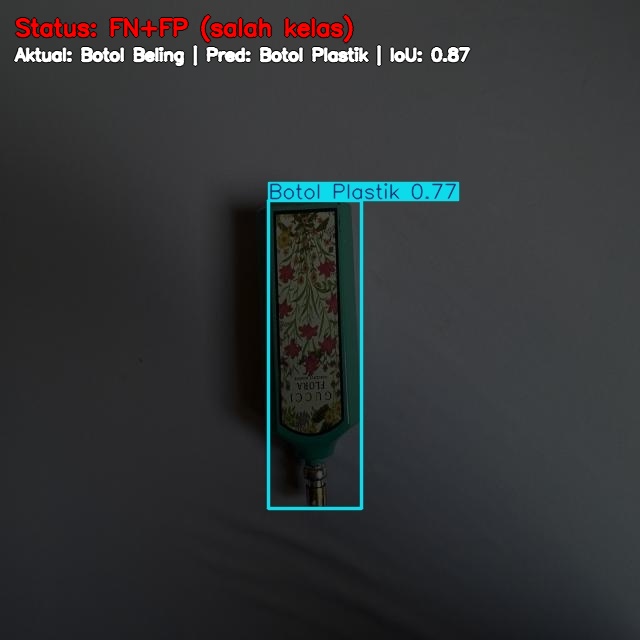 Status: FN+FP (salah kelas)
Aktual: Botol Beling | Pred: Botol Plastik | IoU: 0.87
Botol Plastik 0.77
GUCCI
FLORA